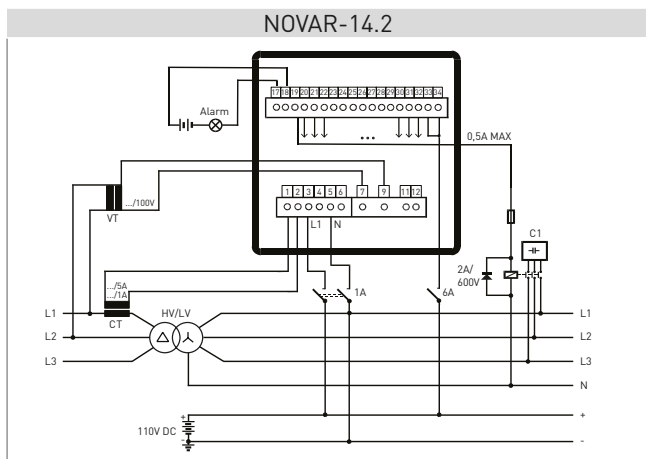 NOVAR-14.2
17 18 19 20 21 22 23 24 25 26 27 28 29 30 31 32 33 34
Alarm
...
0,5A MAX
1 2 3 4 5 6 7 9 11 12
.../100V
VT
L1 N
C1
2A/
600V
.../5A
.../1A
1A
6A
L1 HV/LV L1
CT
L2 L2
L3 L3
N
+ +
110V DC
- -